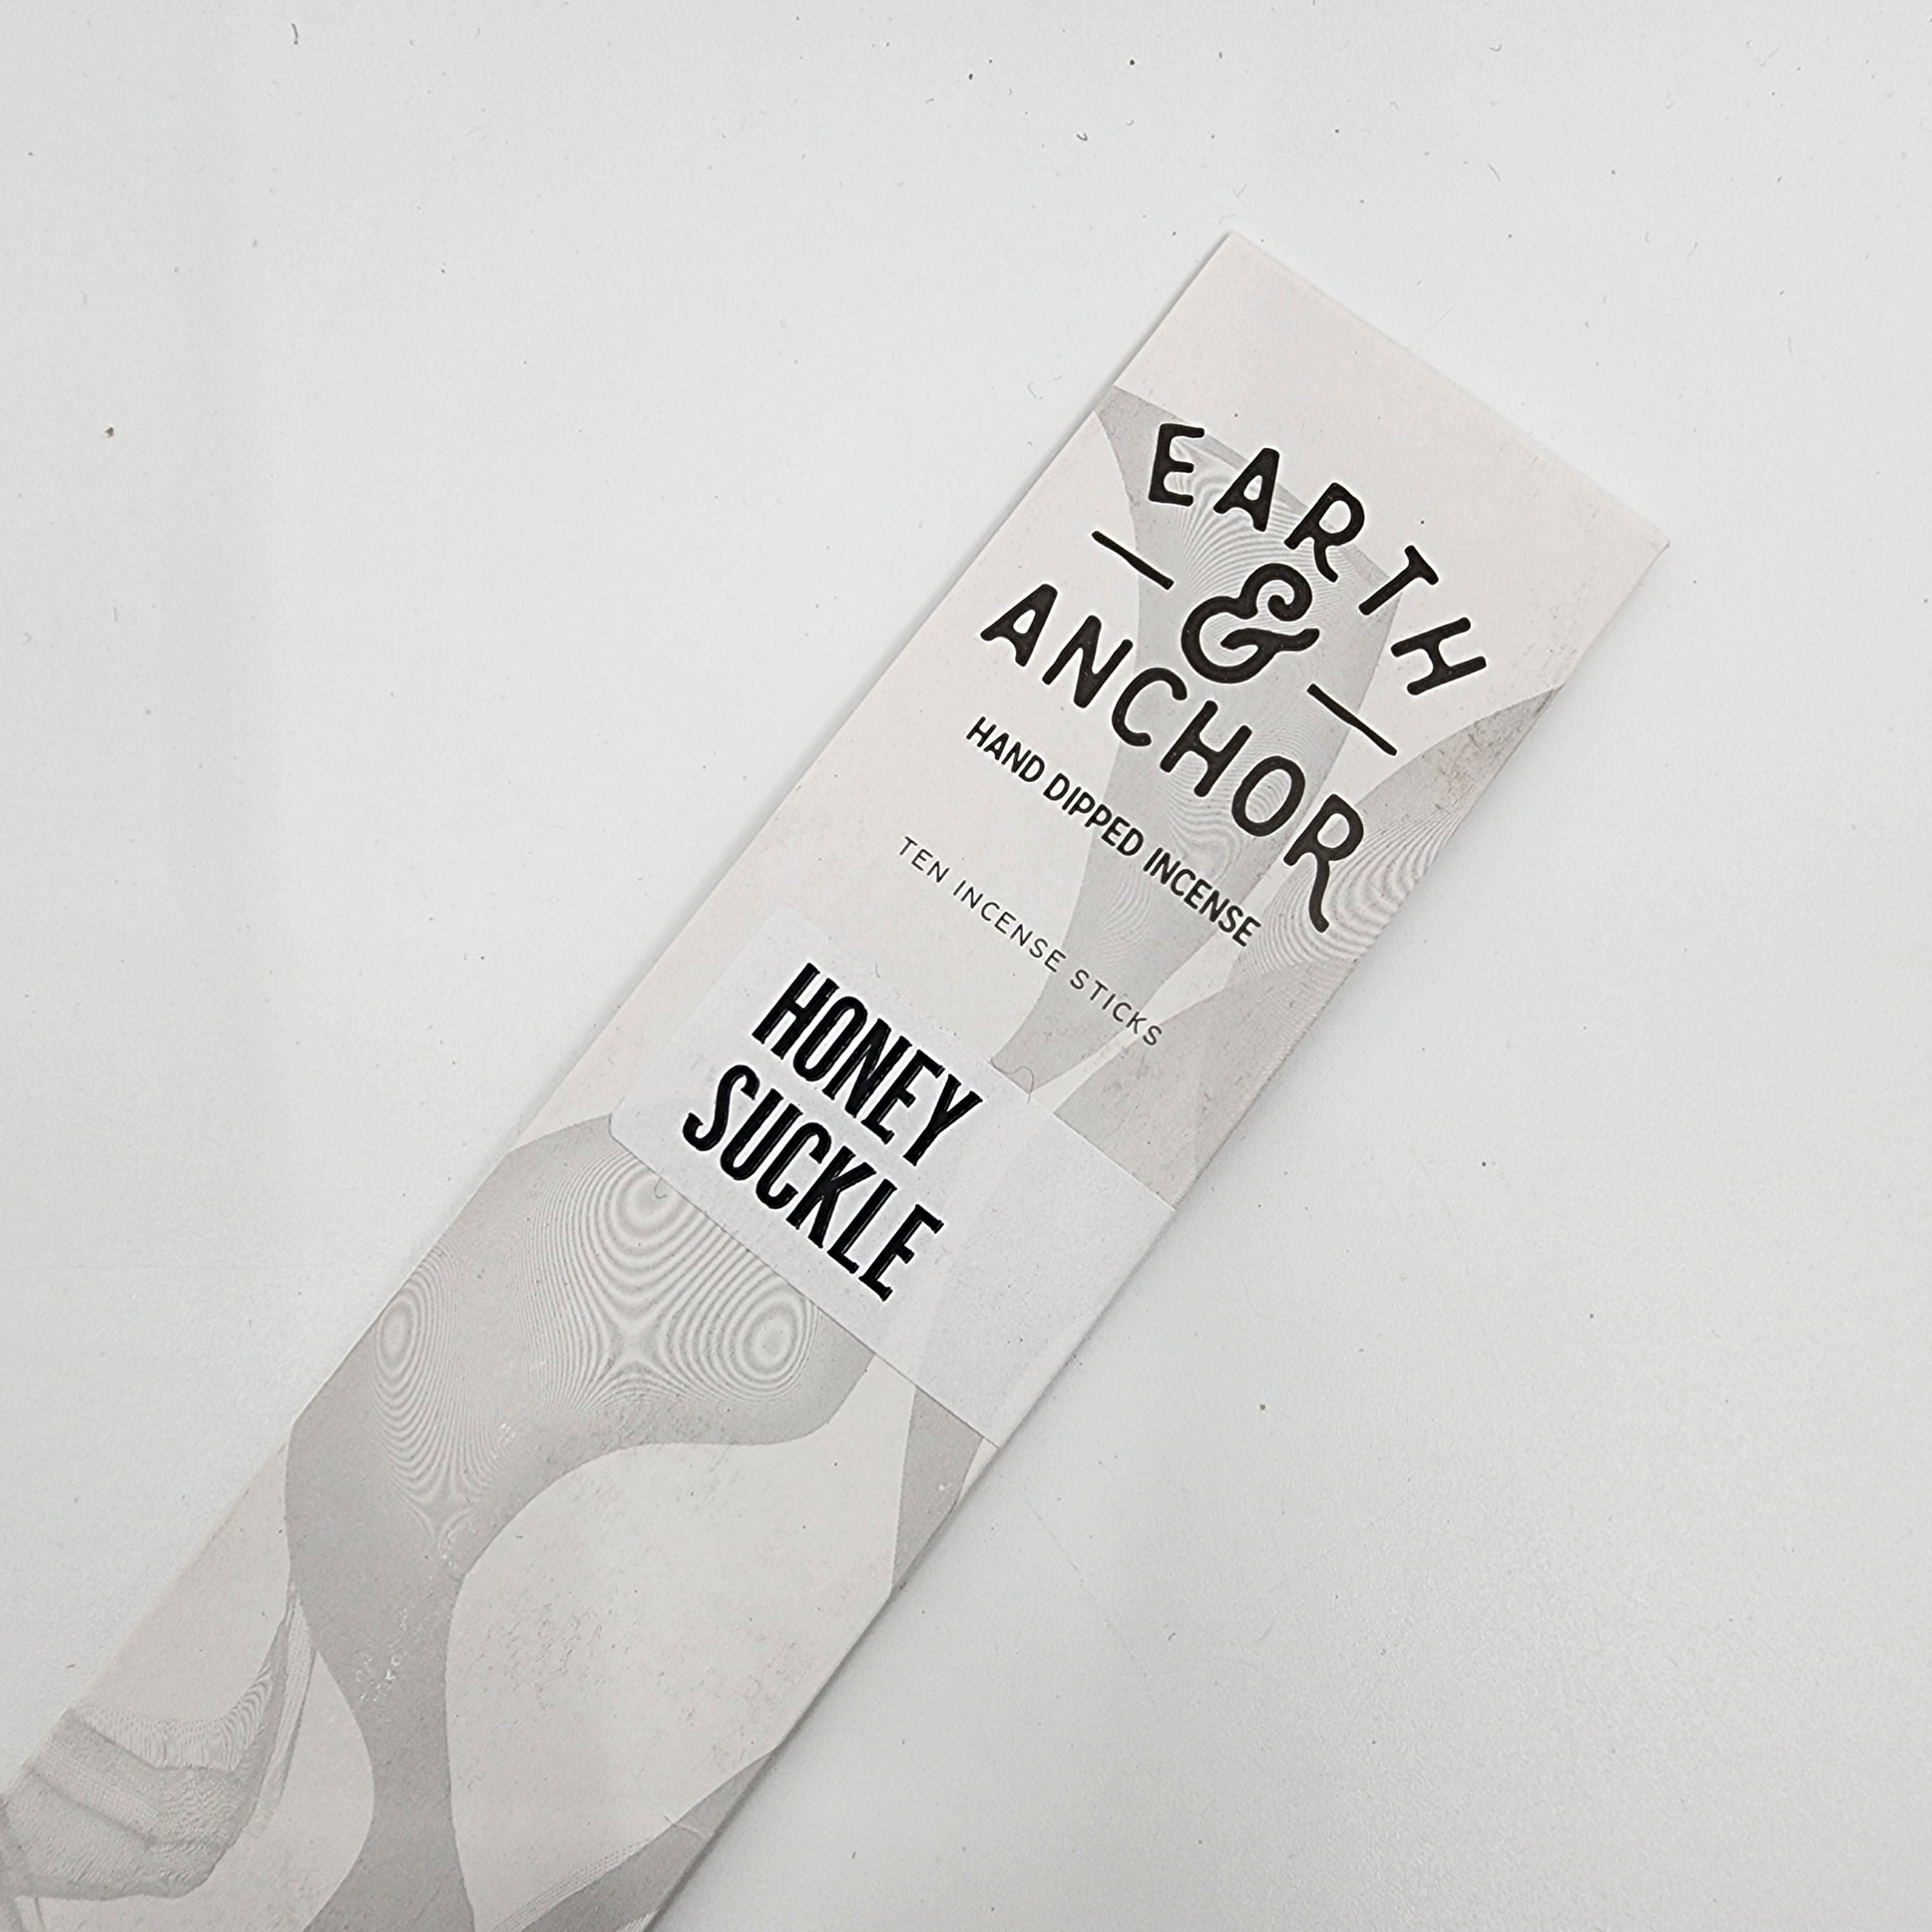 EARTH
&
ANCHOR
HAND DIPPED INCENSE
TEN INCENSE STICKS
HONEY
SUCKLE